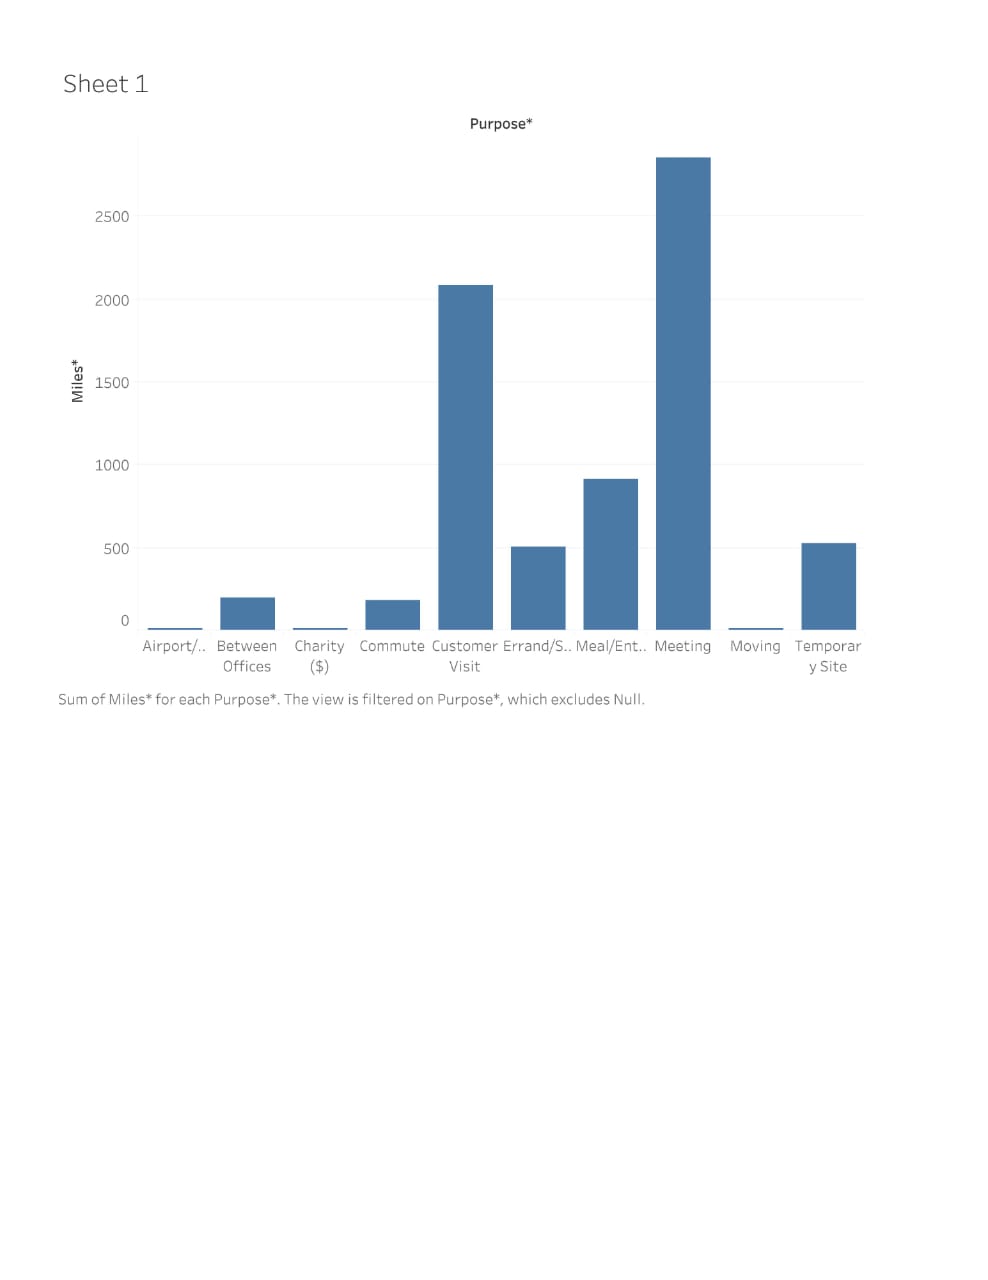 Sheet 1
Purpose*
Miles*
2500
2000
1500
1000
500
0
Airport/.. Between Charity Commute Customer Errand/S.. Meal/Ent.. Meeting Moving Temporar
Offices ($) Visit y Site
Sum of Miles* for each Purpose*. The view is filtered on Purpose*, which excludes Null.